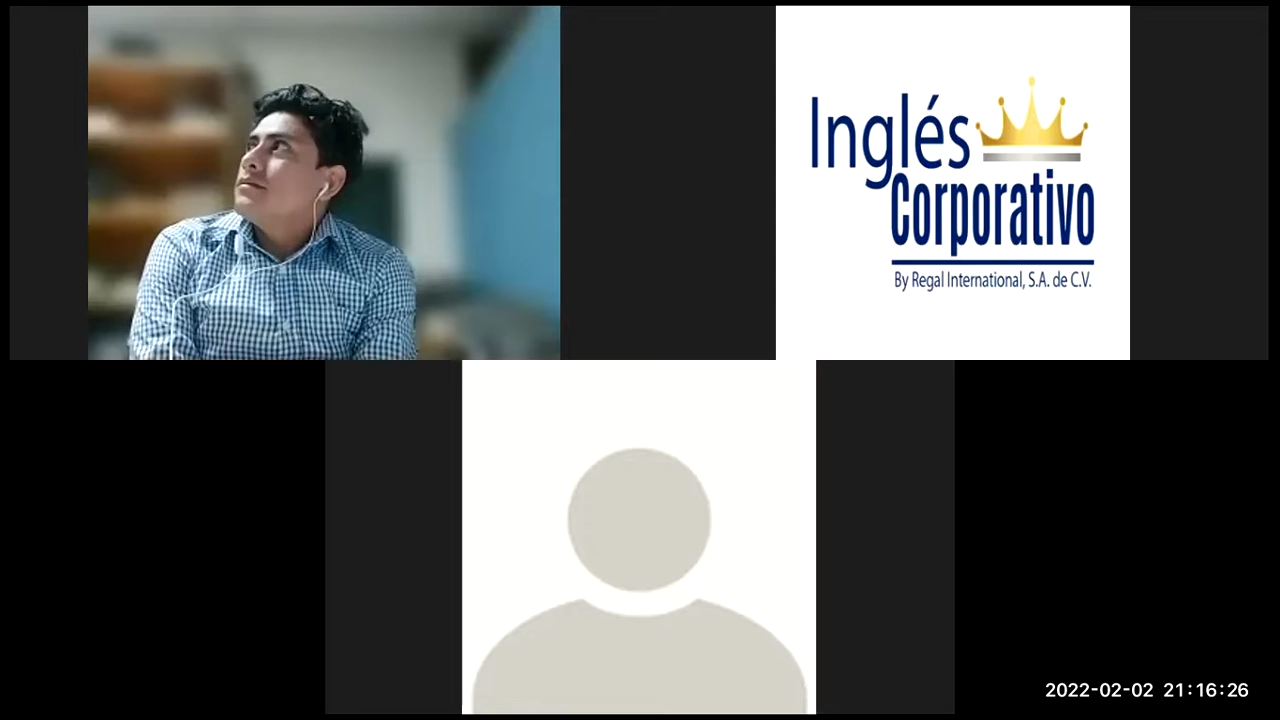 Inglés
Corporativo
By Regal International, S.A. de C.V.
2022-02-02 21:16:26